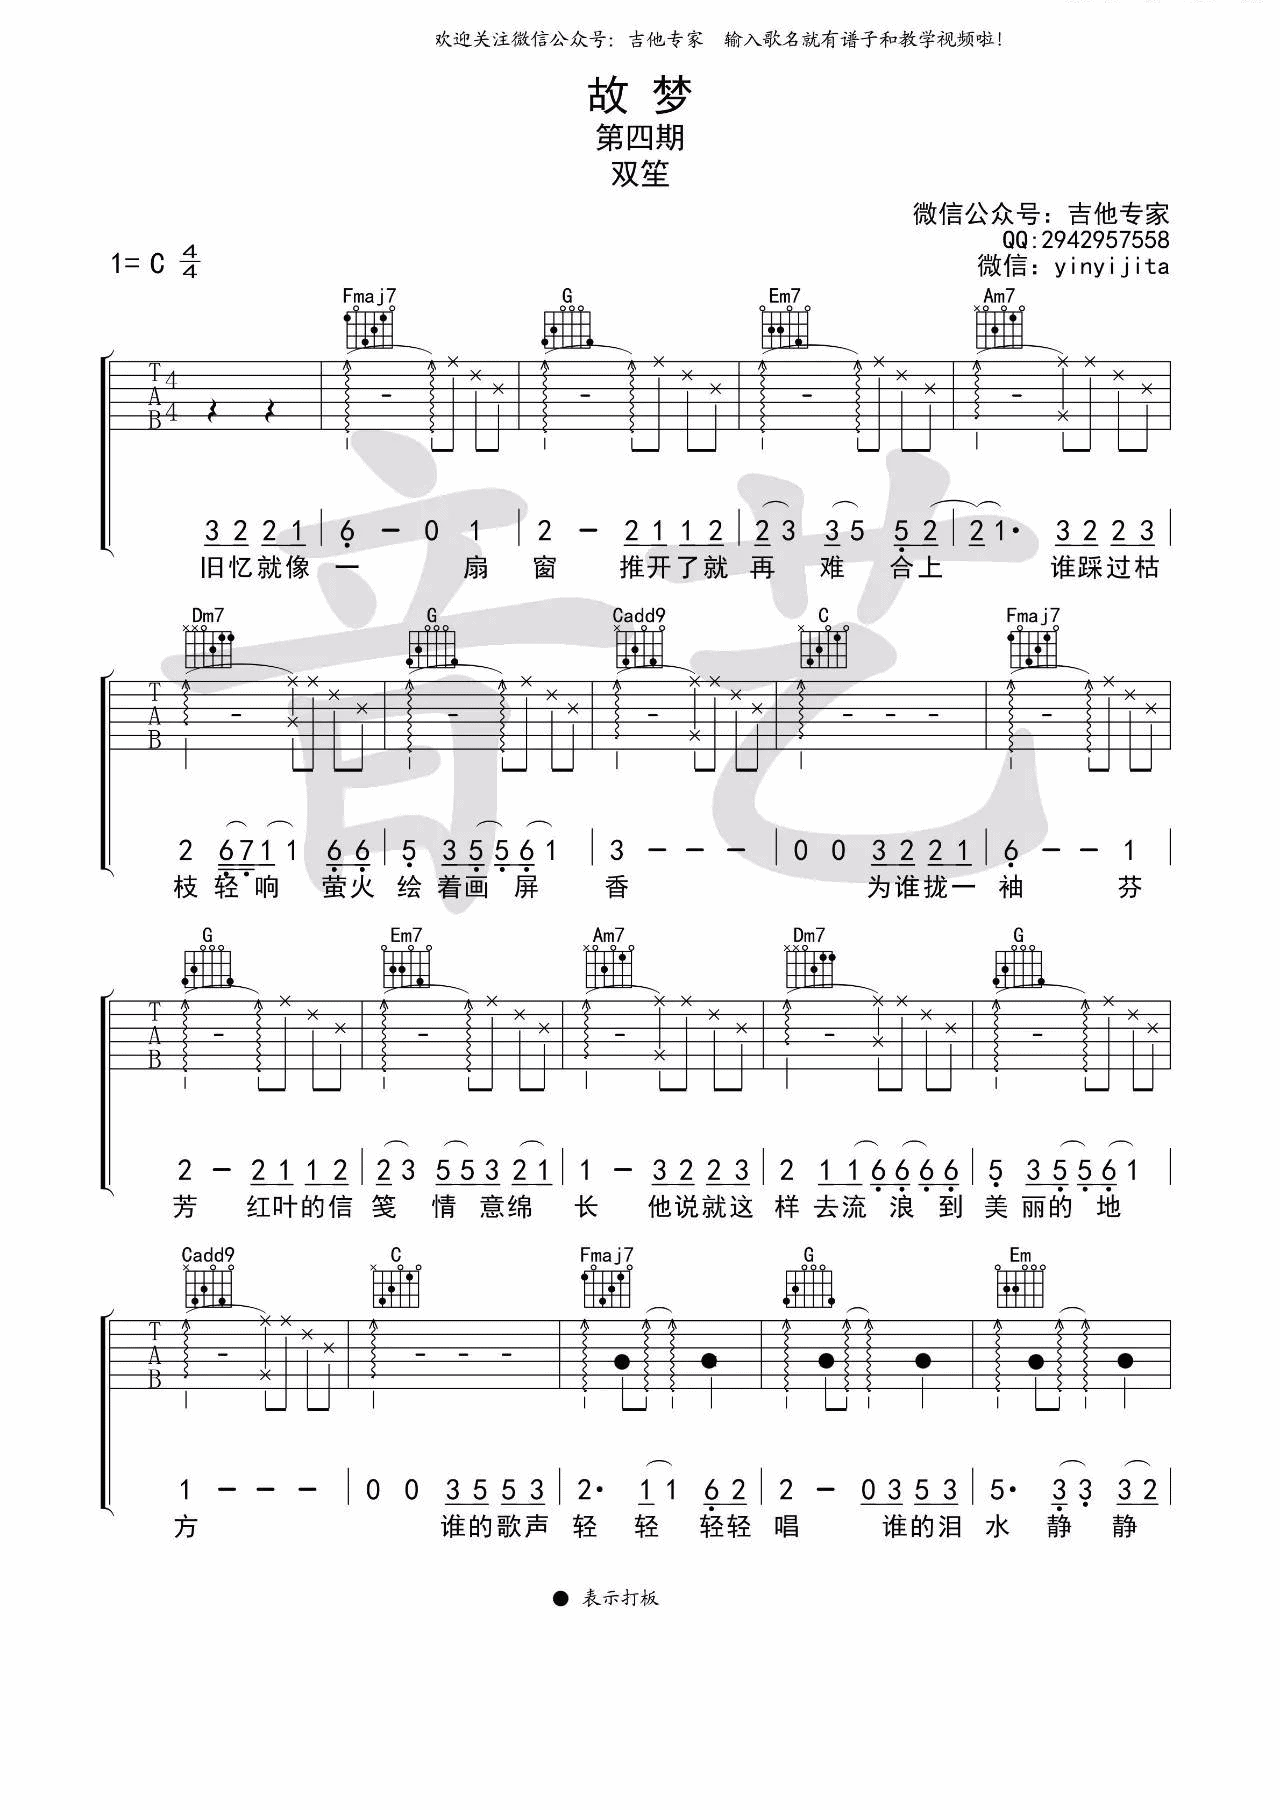 欢迎关注微信公众号：吉他专家　输入歌名就有谱子和教学视频啦！
故 梦
第四期
双笙
微信公众号：吉他专家
QQ:2942957558
1= C 4/4
微信：yinyijita
Fmaj7 G Em7 Am7
T A B 4 4
3 2 2 1 | 6 - 0 1 | 2 - 2 1 1 2 | 2 3 3 5 5 2 | 2 1· 3 2 2 3
旧忆就像 一 扇 窗 推开了就 再 难 合上 谁踩过枯
Dm7 G Cadd9 C Fmaj7
T A B
2 6 7 1 1 6 6 | 5 3 5 5 6 1 | 3 - - - | 0 0 3 2 2 1 | 6 - - 1
枝 轻 响 萤火 绘 着画 屏 香 为谁拢一 袖 芬
G Em7 Am7 Dm7 G
T A B
2 - 2 1 1 2 | 2 3 5 5 3 2 1 | 1 - 3 2 2 3 | 2 1 1 6 6 6 6 | 5 3 5 5 6 1
芳 红叶的信 笺 情 意绵 长 他说就这 样 去流 浪 到 美 丽的 地
Cadd9 C Fmaj7 G Em
T A B
1 - - - | 0 0 3 5 5 3 | 2· 1 1 6 2 | 2 - 0 3 5 3 | 5· 3 3 3 2
方 谁的歌声 轻 轻 轻轻 唱 谁的泪 水 静 静
● 表示打板
音艺